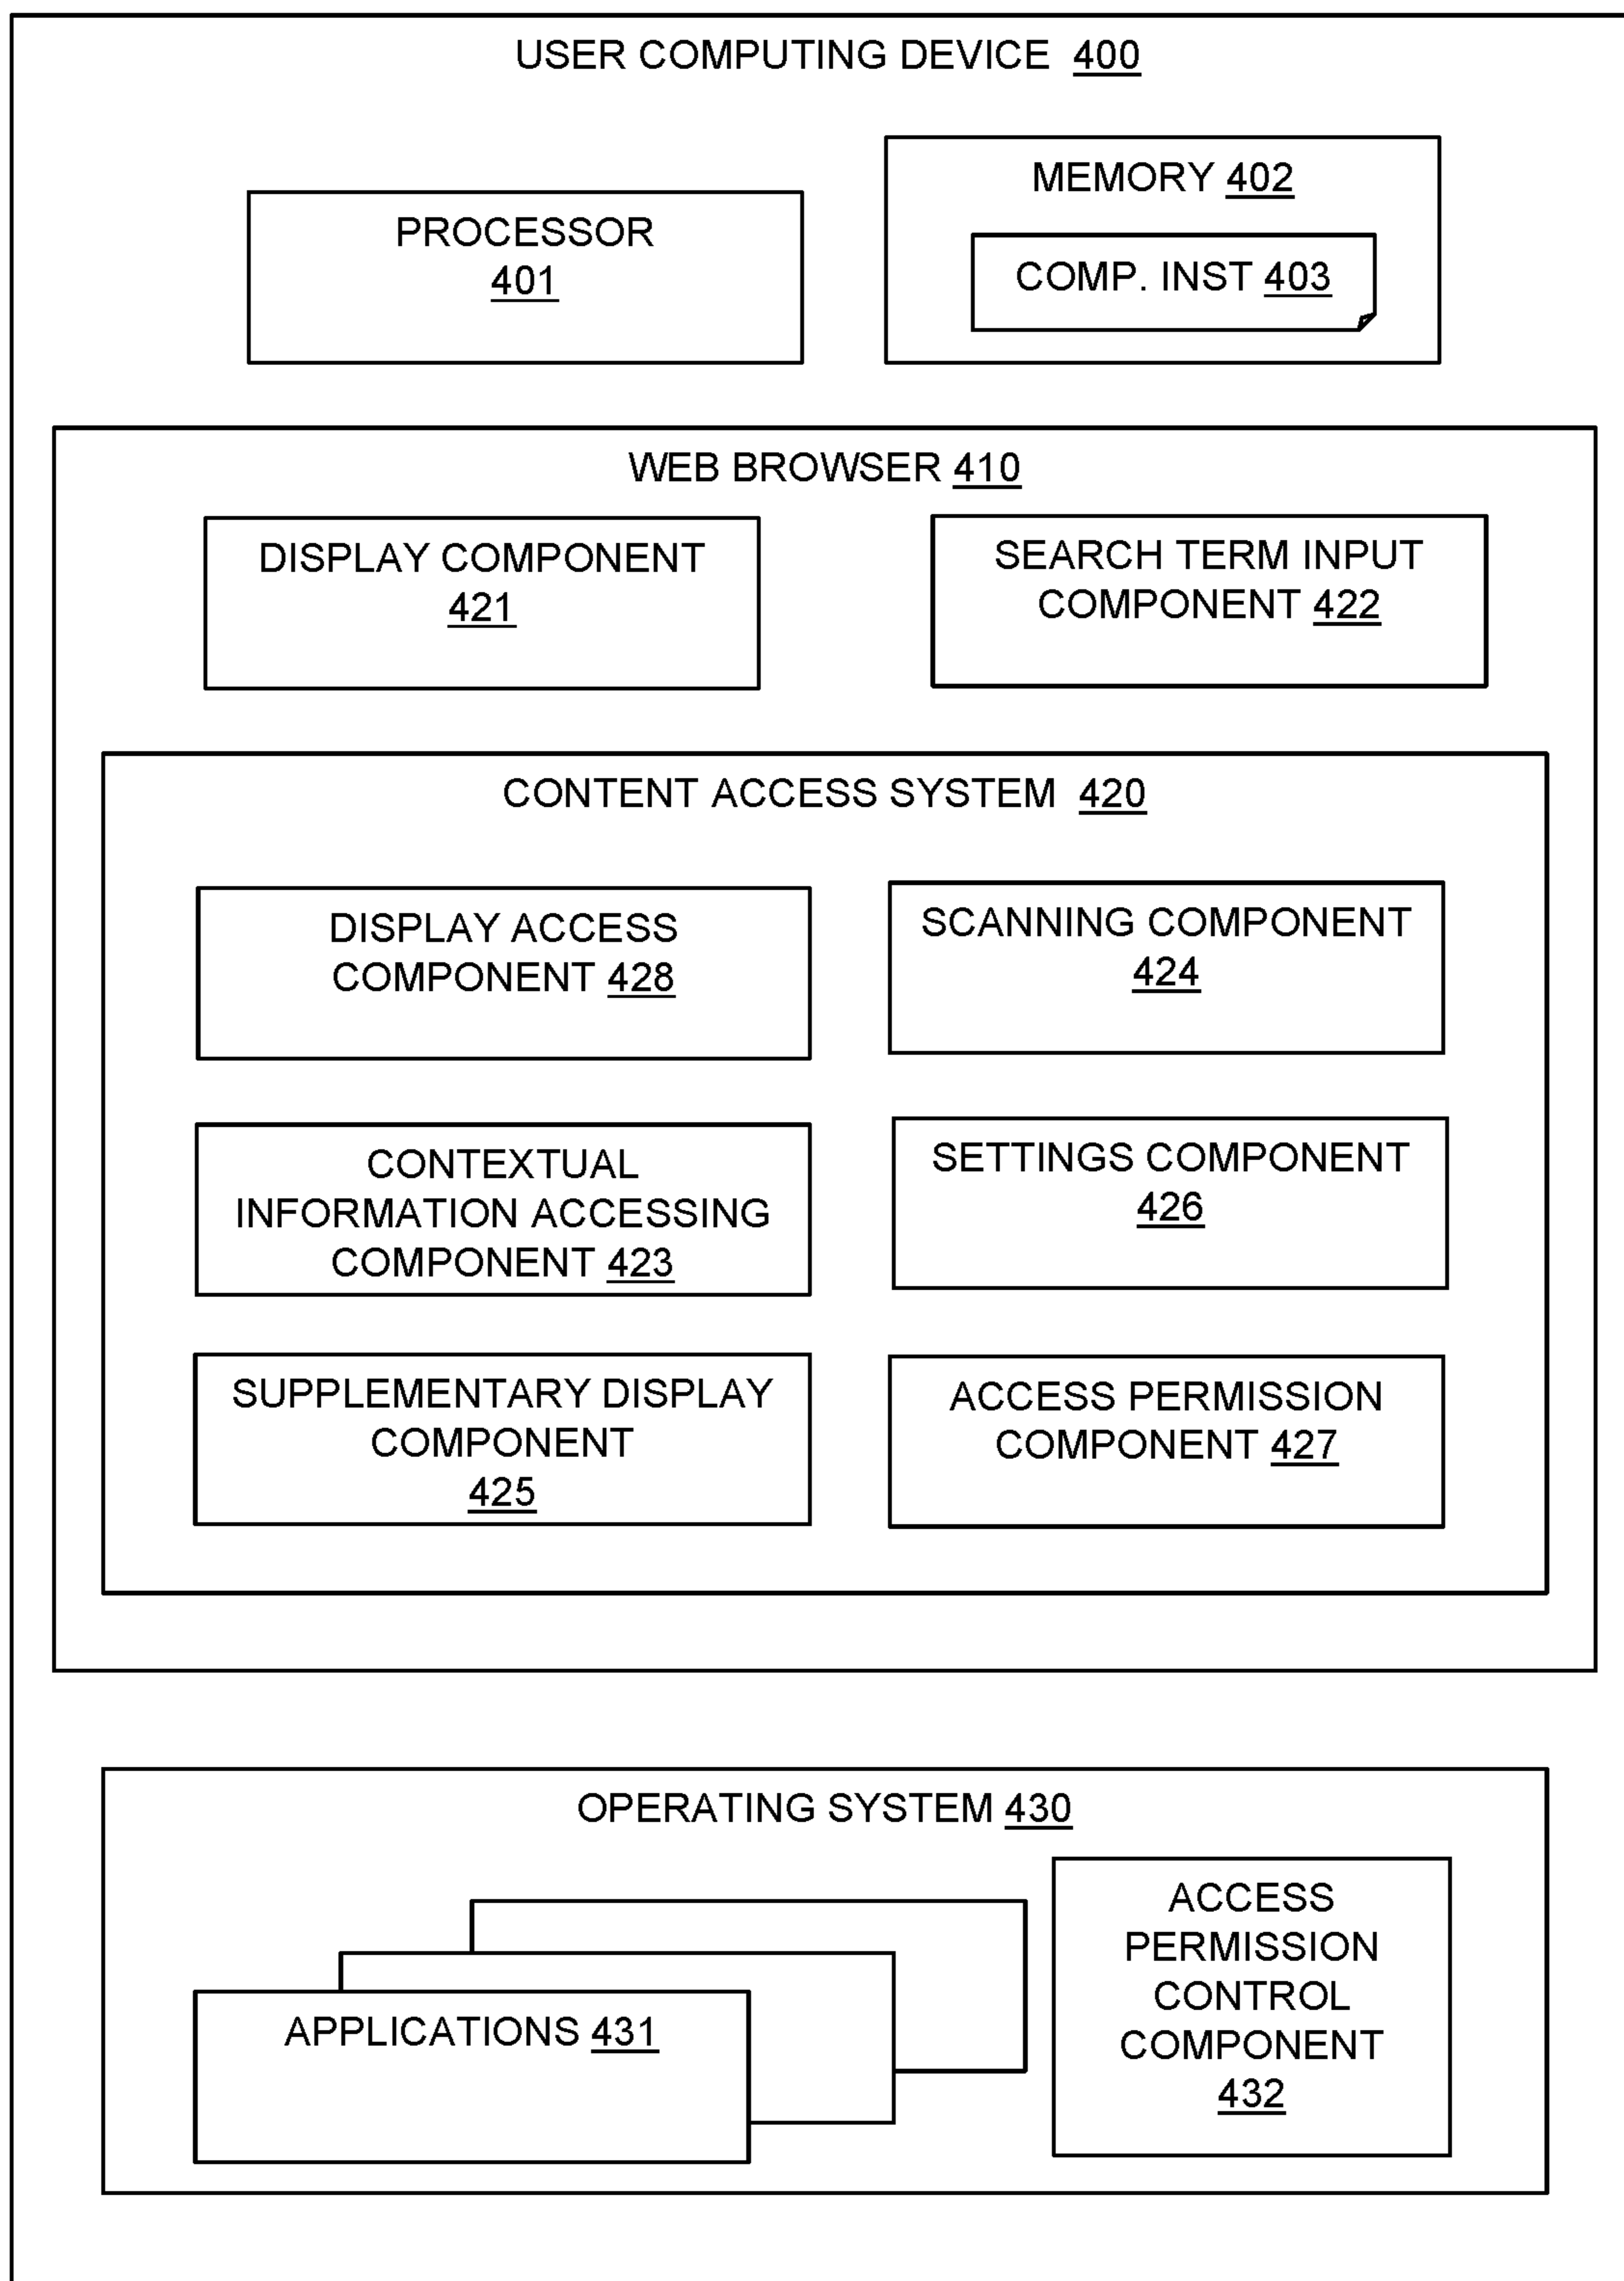 USER COMPUTING DEVICE 400
PROCESSOR
401
MEMORY 402
COMP. INST 403
WEB BROWSER 410
DISPLAY COMPONENT
421
SEARCH TERM INPUT
COMPONENT 422
CONTENT ACCESS SYSTEM 420
DISPLAY ACCESS
COMPONENT 428
SCANNING COMPONENT
424
CONTEXTUAL
INFORMATION ACCESSING
COMPONENT 423
SETTINGS COMPONENT
426
SUPPLEMENTARY DISPLAY
COMPONENT
425
ACCESS PERMISSION
COMPONENT 427
OPERATING SYSTEM 430
APPLICATIONS 431
ACCESS
PERMISSION
CONTROL
COMPONENT
432